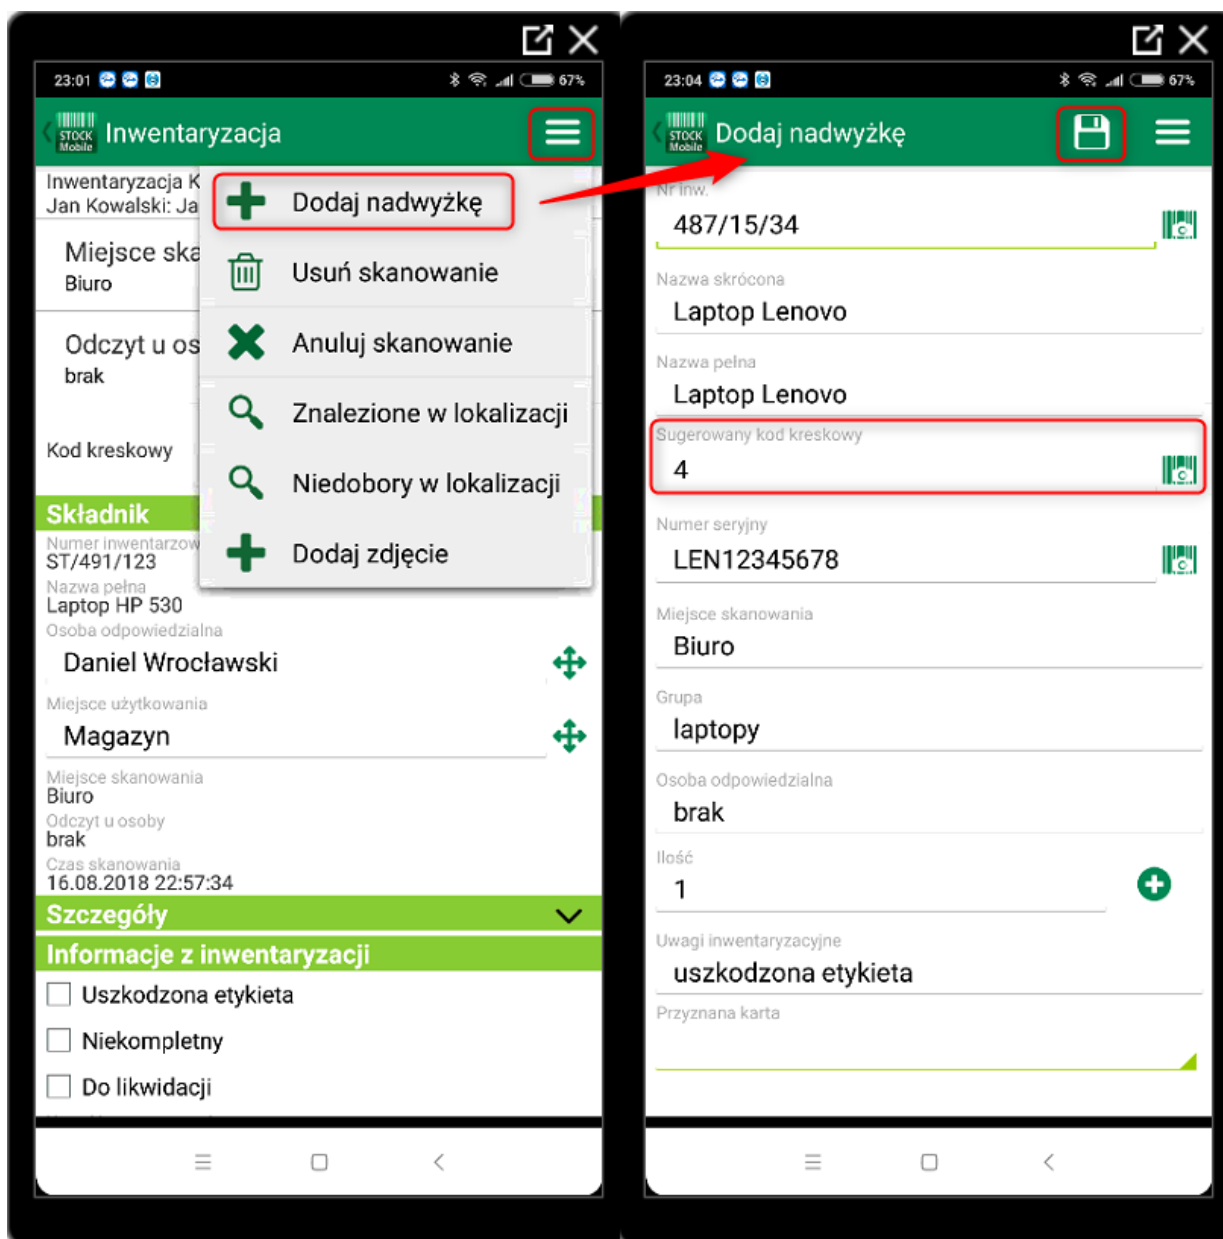 23:01
67%
STOCK
Mobile
Inwentaryzacja
Inwentaryzacja K
Jan Kowalski: Ja
Miejsce ska
Biuro
Odczyt u os
brak
Kod kreskowy
Dodaj nadwyżkę
Usuń skanowanie
Anuluj skanowanie
Znalezione w lokalizacji
Niedobory w lokalizacji
Dodaj zdjęcie
Składnik
Numer inwentarzow
ST/491/123
Nazwa pełna
Laptop HP 530
Osoba odpowiedzialna
Daniel Wrocławski
Miejsce użytkowania
Magazyn
Miejsce skanowania
Biuro
Odczyt u osoby
brak
Czas skanowania
16.08.2018 22:57:34
Szczegóły
Informacje z inwentaryzacji
Uszkodzona etykieta
Niekompletny
Do likwidacji
23:04
67%
STOCK
Mobile
Dodaj nadwyżkę
Nr inw.
487/15/34
Nazwa skrócona
Laptop Lenovo
Nazwa pełna
Laptop Lenovo
Sugerowany kod kreskowy
4
Numer seryjny
LEN12345678
Miejsce skanowania
Biuro
Grupa
laptopy
Osoba odpowiedzialna
brak
Ilość
1
Uwagi inwentaryzacyjne
uszkodzona etykieta
Przyznana karta